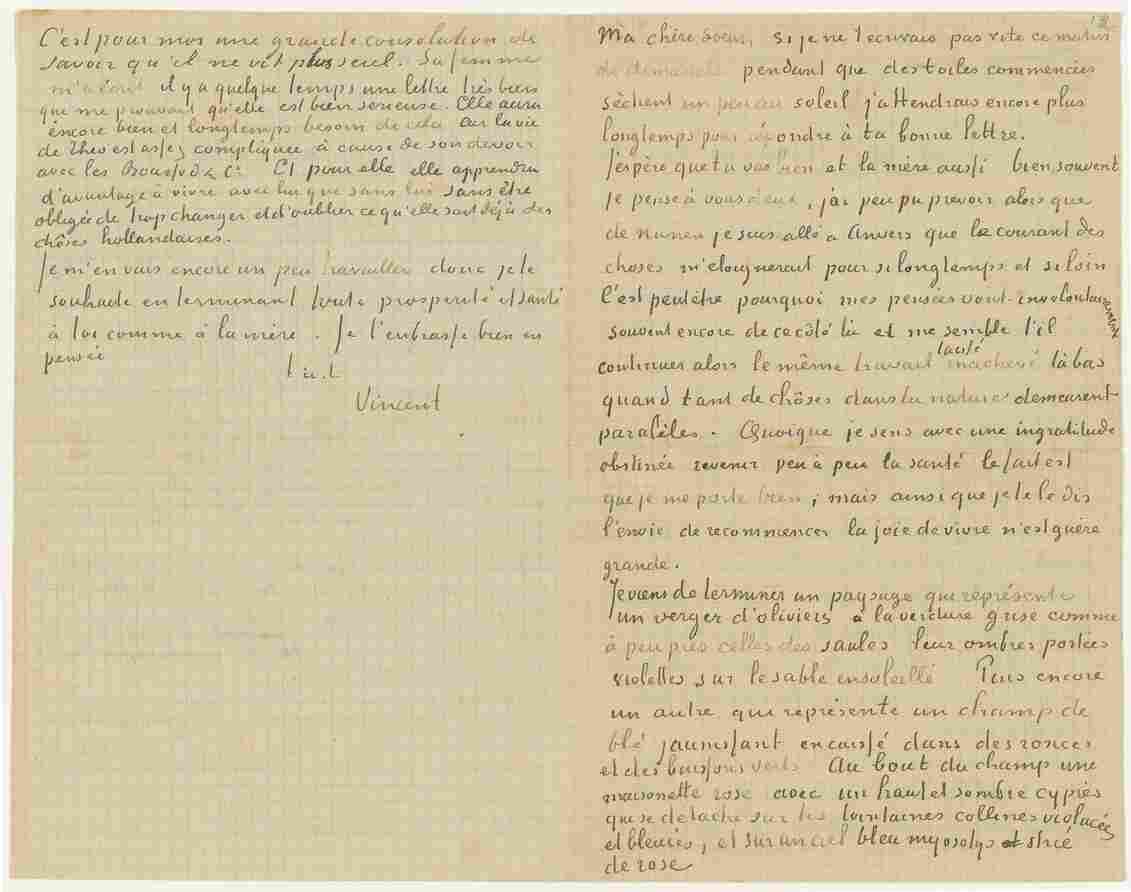 C'est pour moi une grande consolation de
savoir qu'il ne vit plus seul. Sa femme
m'a écrit il y a quelque temps une lettre très bien
que me prouvant qu'elle est bien serieuse. Elle aura
encore bien et longtemps besoin de cela car la vie
de Theo est assez compliquée à cause de son devoir
avec les Boussod & Cie. Et pour elle elle apprendra
d'avantage à vivre avec lui que sans lui sans être
obligée de trop changer et d'oublier ce qu'elle sait déjà des
chôses hollandaises.
Je m'en vais encore un peu travailler donc je te
souhaite en terminant toute prosperité et santé
à toi comme à la mère. Je t'embrasse bien en
pensée
t. à. t.
Vincent
Ma chère soeur, si je ne t'ecrivais pas vite ce matin
pendant que des toiles commencées
sèchent un peu au soleil j'attendrais encore plus
longtemps pour répondre à ta bonne lettre.
J'éspère que tu vas bien et la mère aussi bien souvent
je pense à vous deux, j'ai peu pu prevoir alors que
de Nunen je suis allé à Anvers que le courant des
choses m'eloignerait pour si longtemps et si loin
C'est peutêtre pourquoi mes pensées vont involontairement
souvent encore de ce côté là et me semble t'il
continuer alors le même travail laissé inachevé là bas
quand tant de chôses dans la nature demeurent
paralèles. Quoique je sens avec une ingratitude
obstinée revenir peu à peu la santé le fait est
que je me porte bien, mais ainsi que je te le dis
l'envie de recommencer la joie de vivre n'est guère
grande.
Je viens de terminer un paysage qui représente
un verger d'oliviers à la verdure grise comme
à peu près celles des saules leur ombres portées
violettes sur le sable ensoleillé Puis encore
un autre qui représente un champ de
blé jaunissant encaissé dans des ronces
et des buissons verts Au bout du champ une
maisonette rose avec un haut et sombre cyprès
qui se détache sur les lointaines collines violacées
et bleuies, et sur un ciel bleu myosotys et strié
de rose